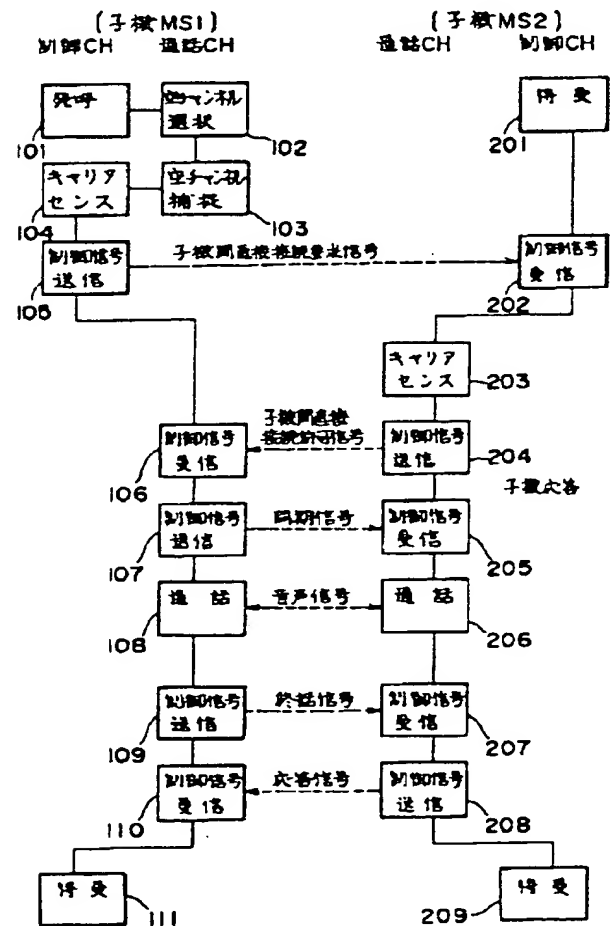 〔子機MS1〕
〔子機MS2〕
制御CH 通話CH
通話CH 制御CH
発呼
101
空チャンネル
選択
102
待受
201
キャリア
センス
104
空チャンネル
捕捉
103
制御信号
送信
105
子機間直接接続要求信号
制御信号
受信
202
キャリア
センス
203
制御信号
受信
106
子機間直接
接続許可信号
制御信号
送信
204
子機応答
制御信号
送信
107
同期信号
制御信号
受信
205
通話
108
音声信号
通話
206
制御信号
送信
109
終話信号
制御信号
受信
207
制御信号
受信
110
応答信号
制御信号
送信
208
待受
111
待受
209